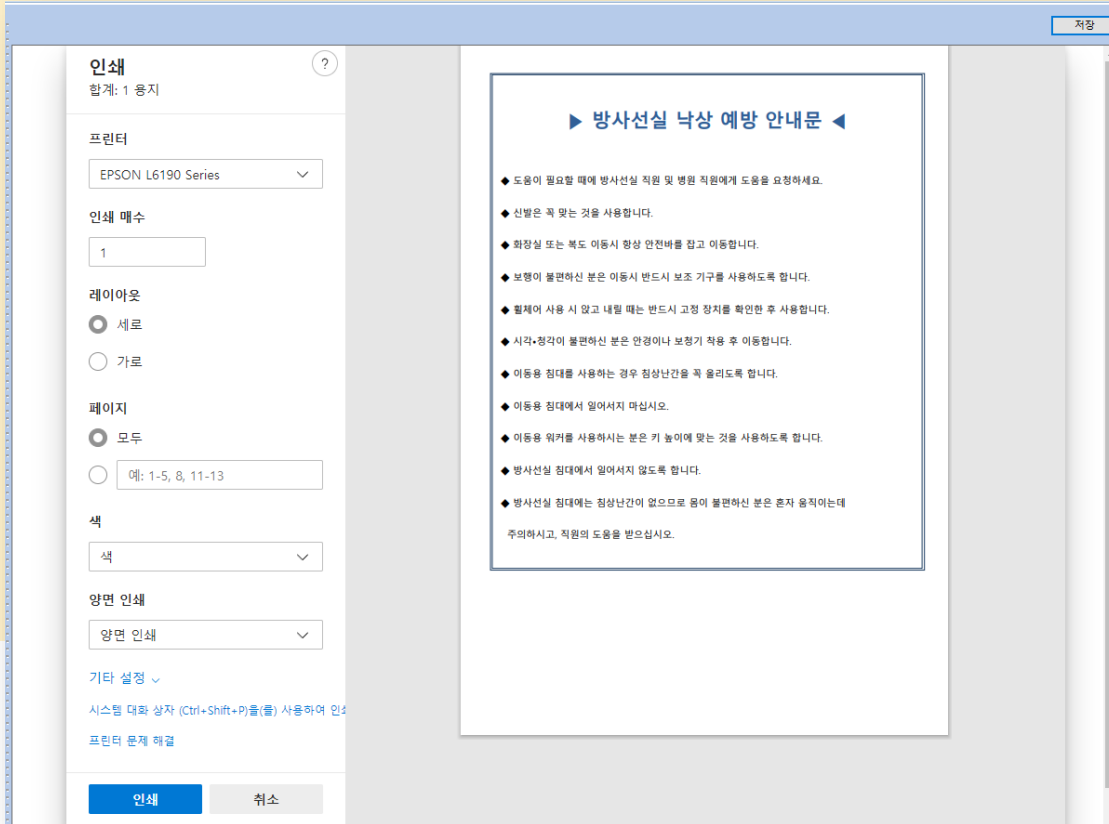 저장
인쇄
?
합계: 1 용지
프린터
EPSON L6190 Series
인쇄 매수
1
레이아웃
세로
가로
페이지
모두
예: 1-5, 8, 11-13
색
색
양면 인쇄
양면 인쇄
기타 설정
시스템 대화 상자 (Ctrl+Shift+P)을(를) 사용하여 인쇄
프린터 문제 해결
인쇄 취소
▶ 방사선실 낙상 예방 안내문 ◀
◆ 도움이 필요할 때에 방사선실 직원 및 병원 직원에게 도움을 요청하세요.
◆ 신발은 꼭 맞는 것을 사용합니다.
◆ 화장실 또는 복도 이동시 항상 안전바를 잡고 이동합니다.
◆ 보행이 불편하신 분은 이동시 반드시 보조 기구를 사용하도록 합니다.
◆ 휠체어 사용 시 앉고 내릴 때는 반드시 고정 장치를 확인한 후 사용합니다.
◆ 시각•청각이 불편하신 분은 안경이나 보청기 착용 후 이동합니다.
◆ 이동용 침대를 사용하는 경우 침상난간을 꼭 올리도록 합니다.
◆ 이동용 침대에서 일어서지 마십시오.
◆ 이동용 워커를 사용하시는 분은 키 높이에 맞는 것을 사용하도록 합니다.
◆ 방사선실 침대에서 일어서지 않도록 합니다.
◆ 방사선실 침대에는 침상난간이 없으므로 몸이 불편하신 분은 혼자 움직이는데
주의하시고, 직원의 도움을 받으십시오.